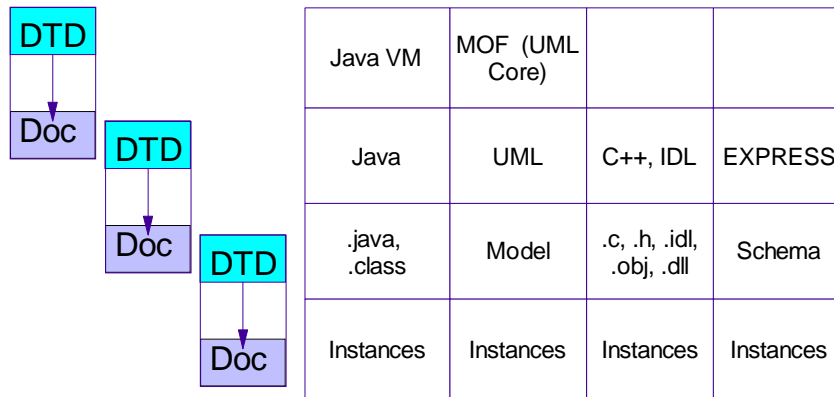 DTD
Java VM
MOF (UML
Core)
Doc
DTD
Java
UML
C++, IDL
EXPRESS
Doc
DTD
.java,
.class
Model
.c, .h, .idl,
.obj, .dll
Schema
Doc
Instances
Instances
Instances
Instances